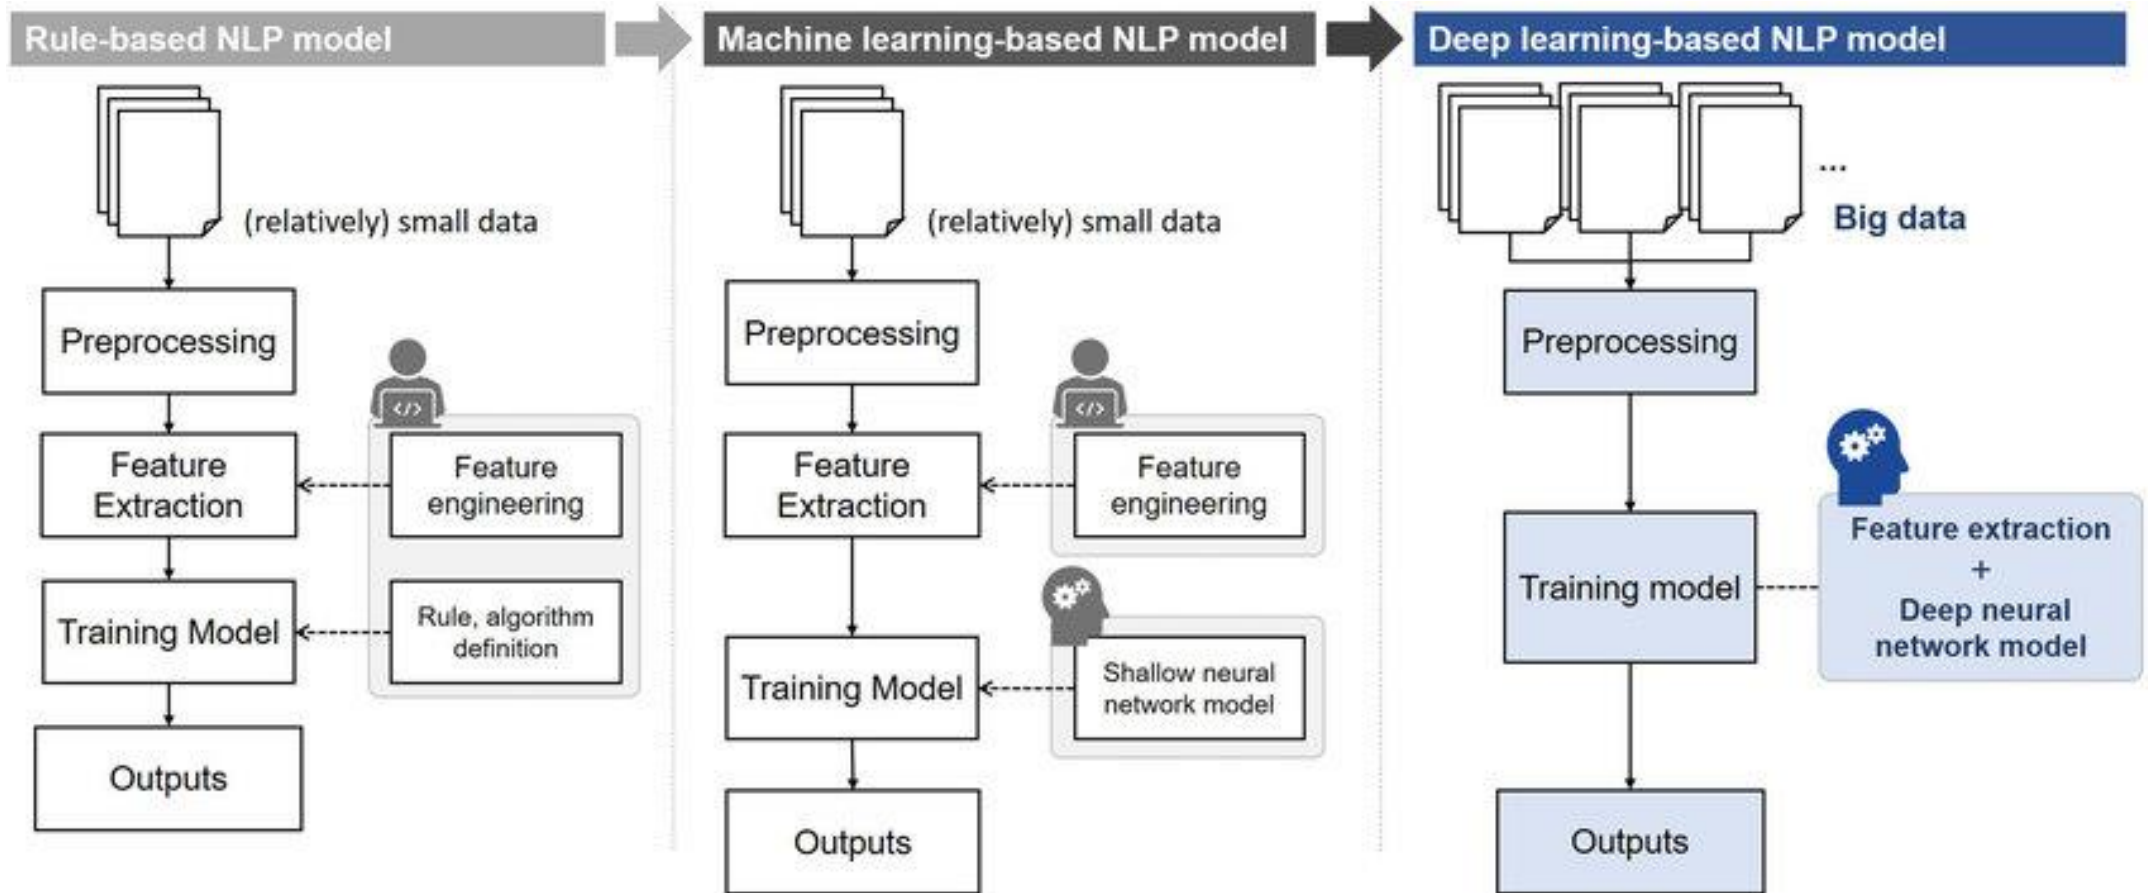 Rule-based NLP model
(relatively) small data
Preprocessing
</>
Feature
Extraction
Feature
engineering
Training Model
Rule, algorithm
definition
Outputs
Machine learning-based NLP model
(relatively) small data
Preprocessing
</>
Feature
Extraction
Feature
engineering
Training Model
Shallow neural
network model
Outputs
Deep learning-based NLP model
...
Big data
Preprocessing
Training model
Feature extraction
+
Deep neural
network model
Outputs